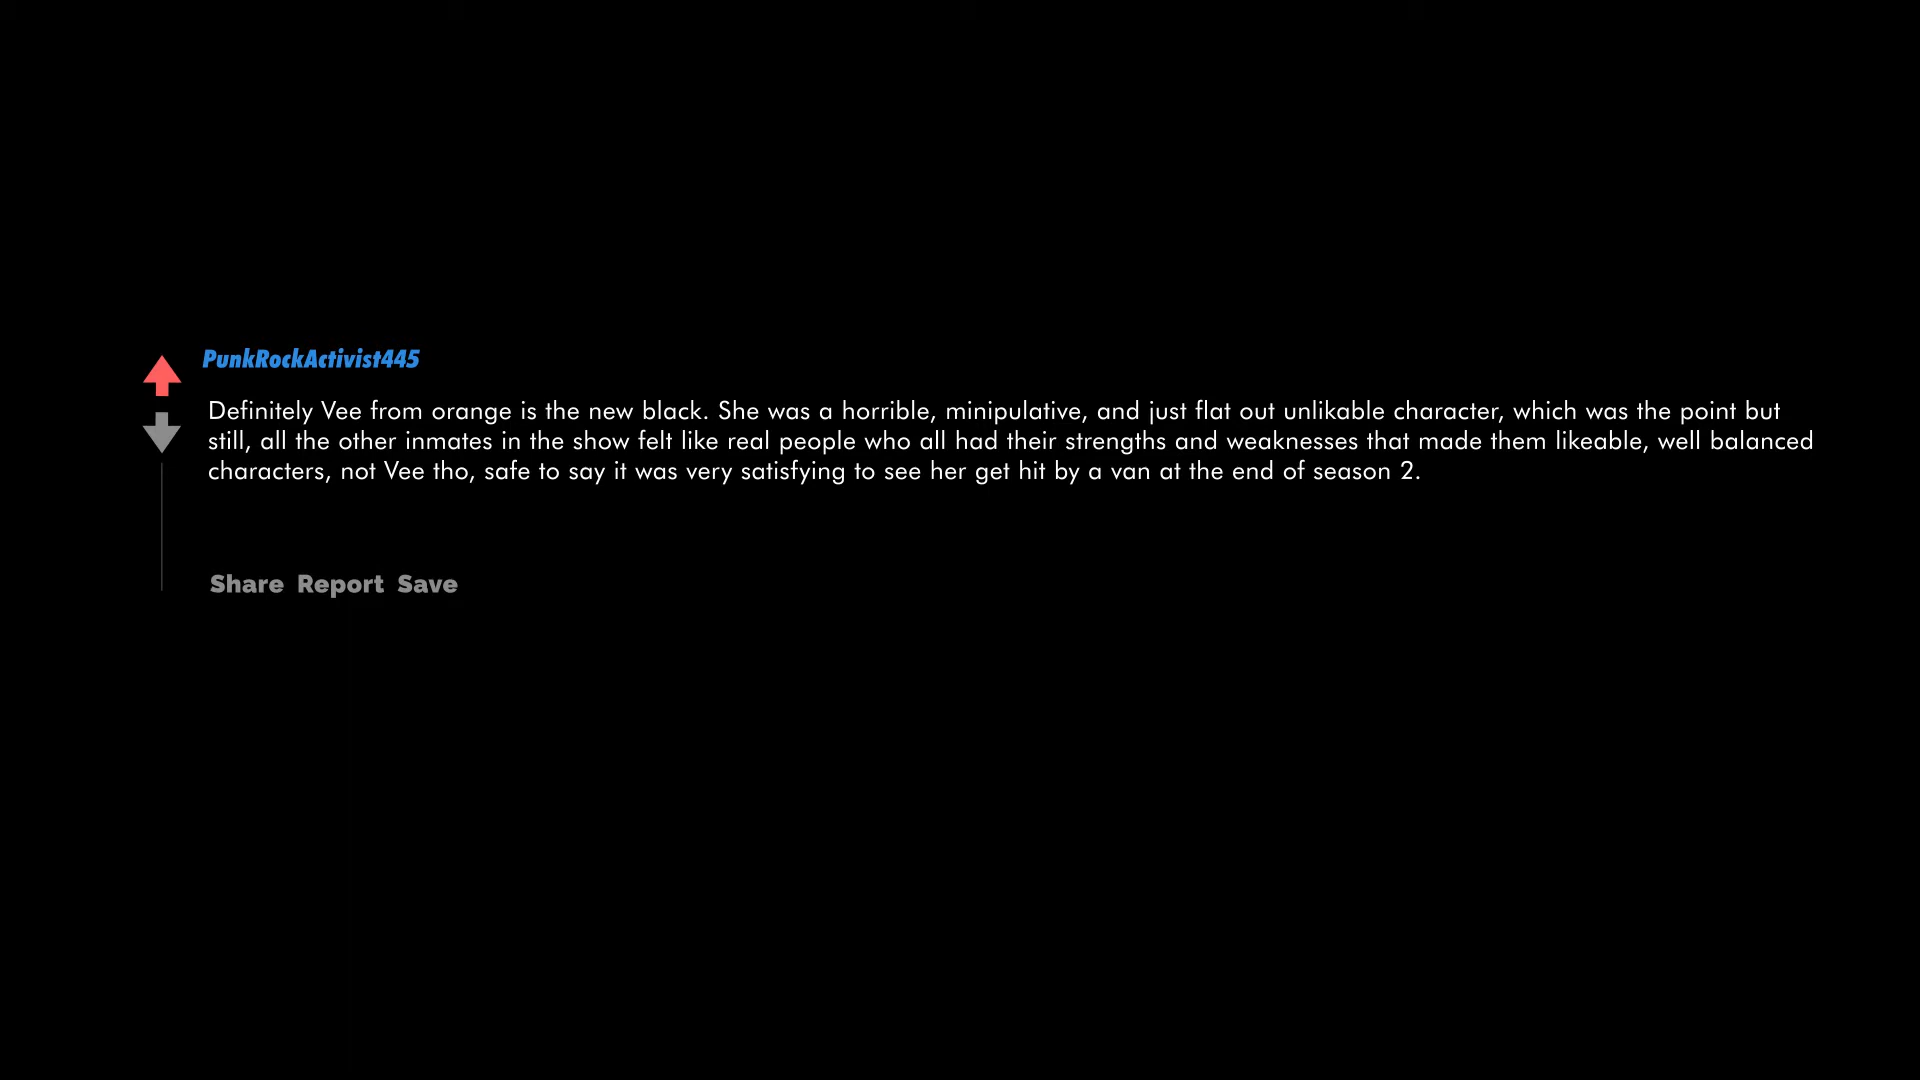 PunkRockActivist445
Definitely Vee from orange is the new black. She was a horrible, minipulative, and just flat out unlikable character, which was the point but
still, all the other inmates in the show felt like real people who all had their strengths and weaknesses that made them likeable, well balanced
characters, not Vee tho, safe to say it was very satisfying to see her get hit by a van at the end of season 2.
Share Report Save